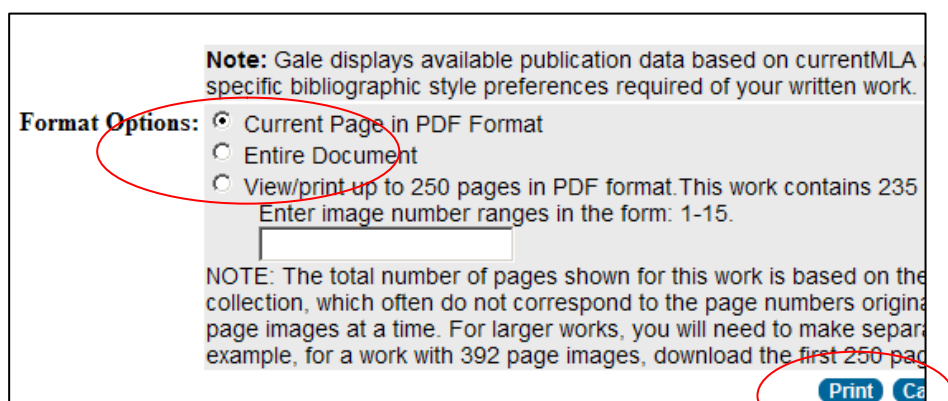 Note: Gale displays available publication data based on currentMLA
specific bibliographic style preferences required of your written work.
Format Options: Current Page in PDF Format
Entire Document
View/print up to 250 pages in PDF format.This work contains 235
Enter image number ranges in the form: 1-15.
NOTE: The total number of pages shown for this work is based on the
collection, which often do not correspond to the page numbers origina
page images at a time. For larger works, you will need to make separa
example, for a work with 392 page images, download the first 250 pag
Print Ca